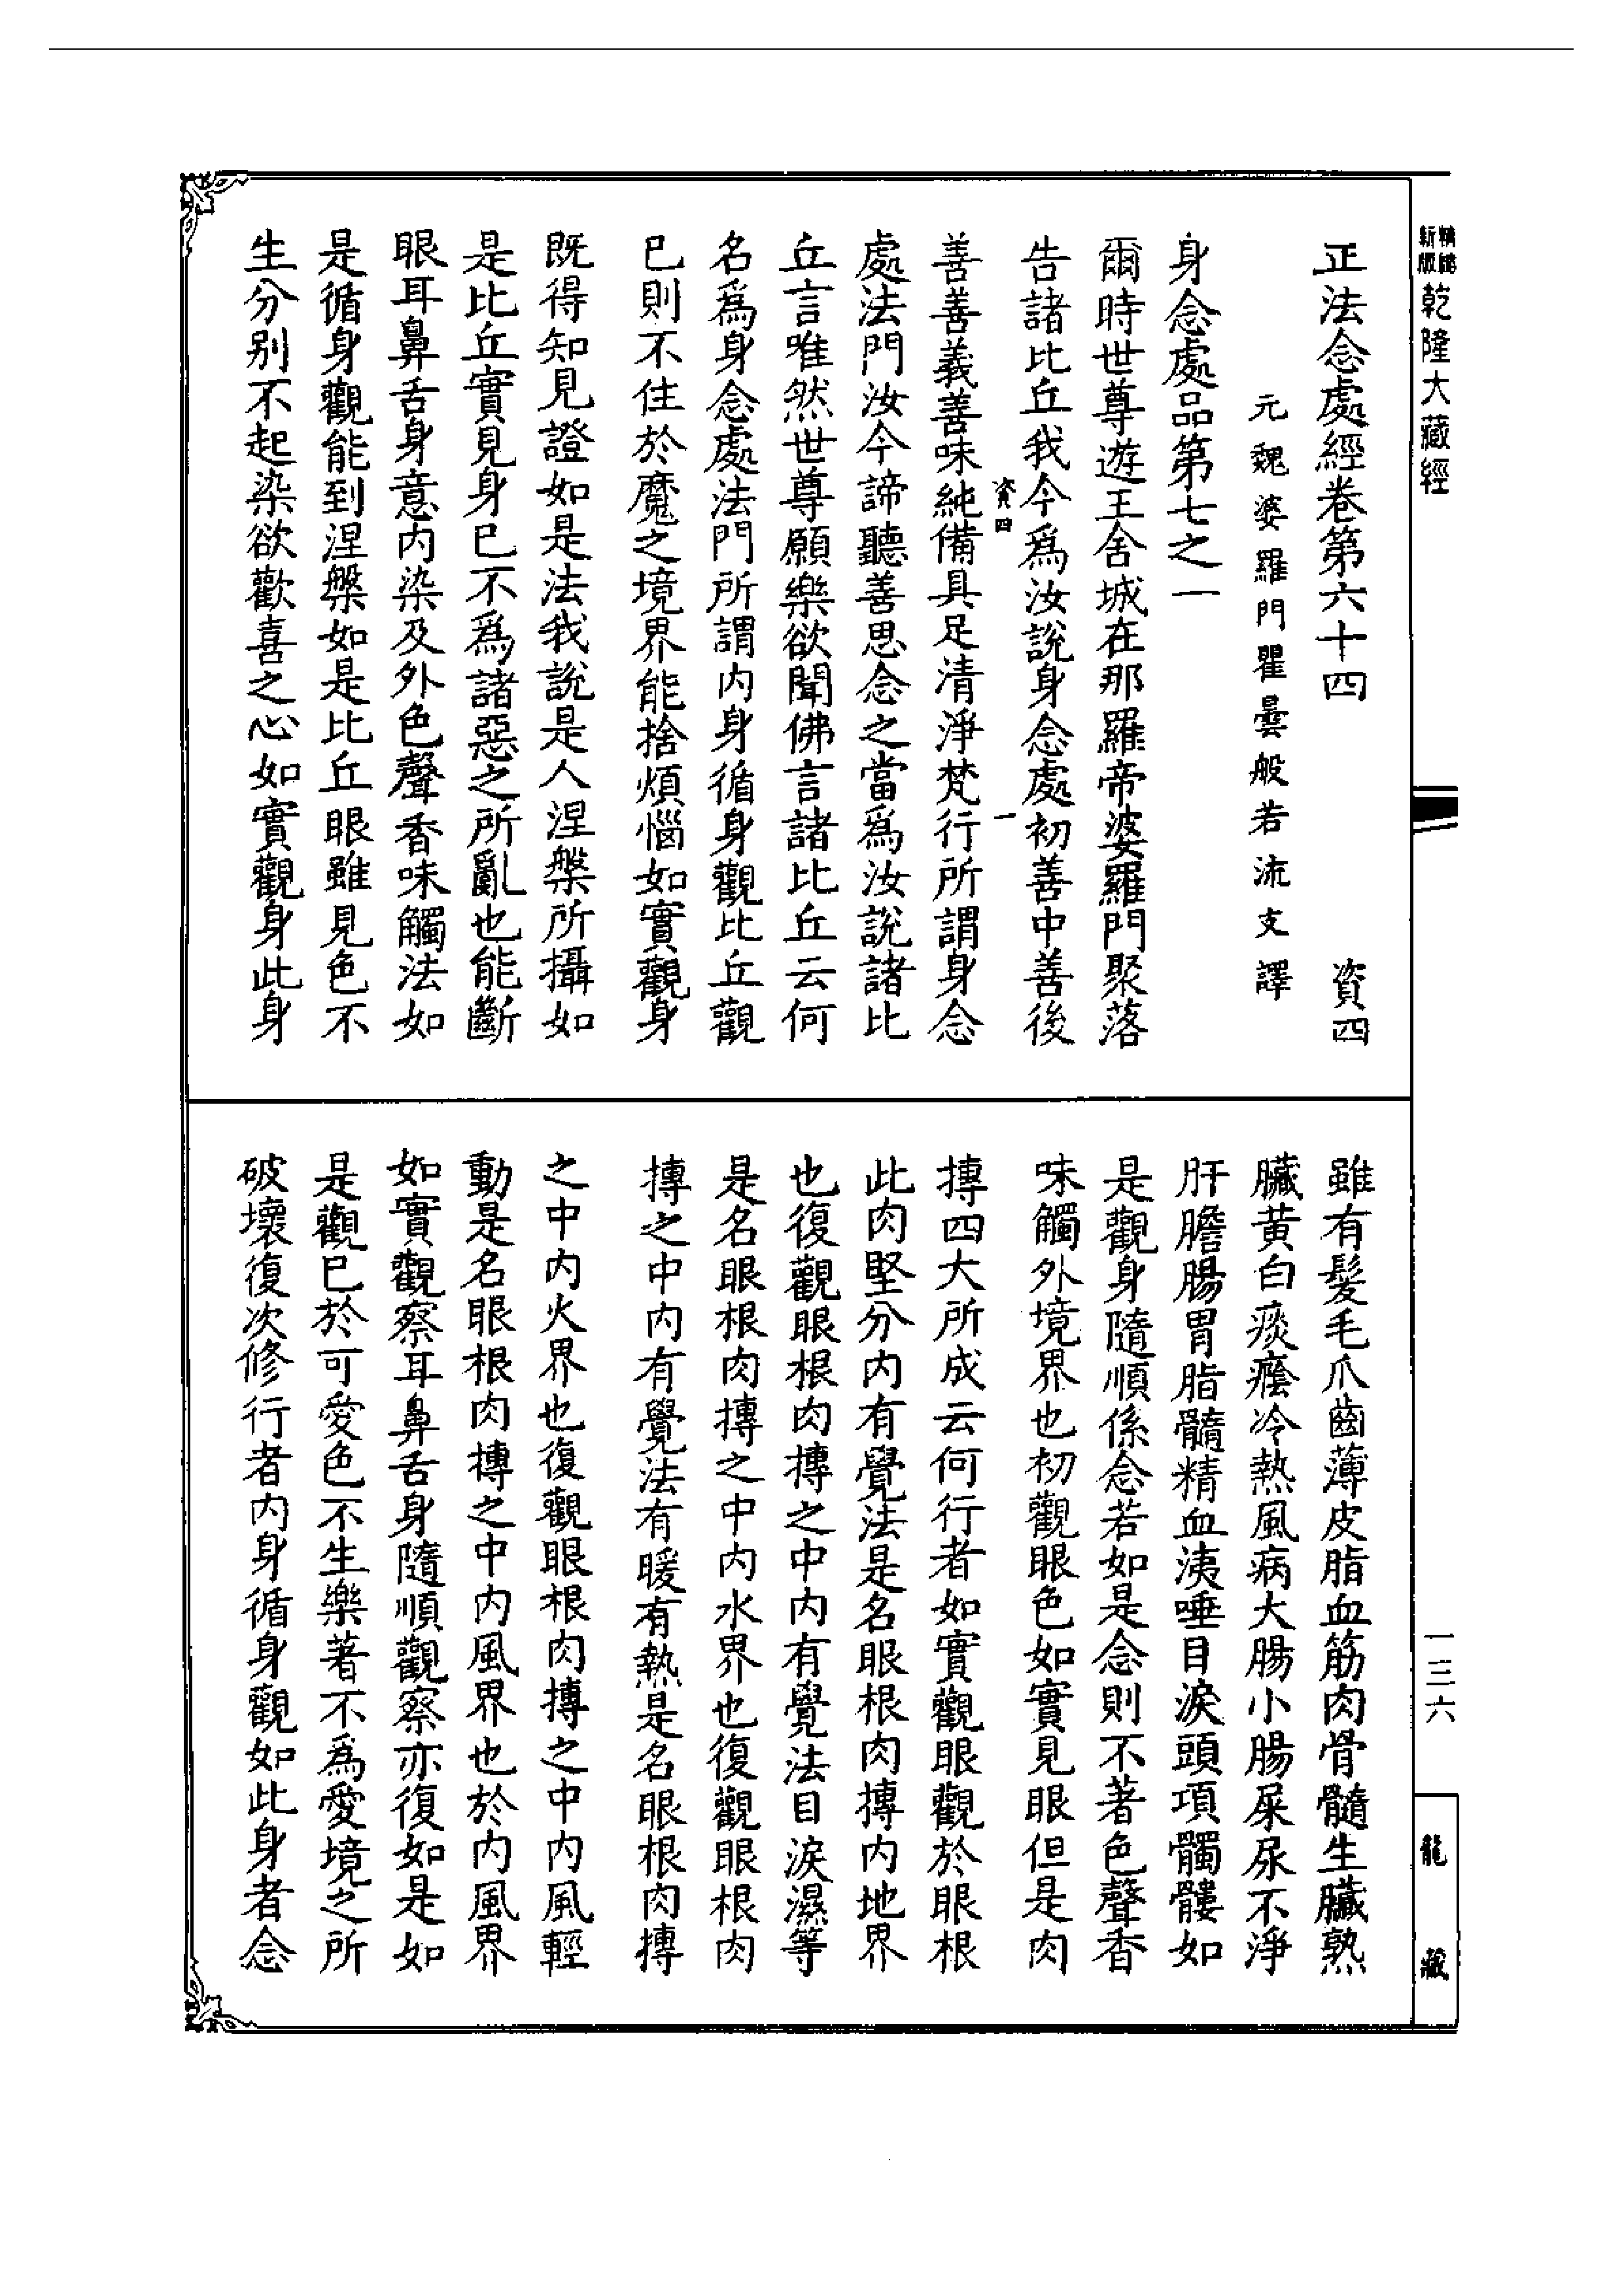 精鏽新版乾隆大藏經
正法念處經卷第六十四 資四
元魏婆羅門瞿曇般若流支譯
身念處品第七之一
爾時世尊遊王舍城在那羅帝婆羅門聚落
告諸比丘我今爲汝說身念處初善中善後
資四 一
善善義善味純備具足清淨梵行所謂身念
處法門汝今諦聽善思念之當爲汝說諸比
丘言唯然世尊願樂欲聞佛言諸比丘云何
名爲身念處法門所謂内身循身觀比丘觀
已則不住於魔之境界能捨煩惱如實觀身
既得知見證如是法我說是人涅槃所攝如
是比丘實見身已不爲諸惡之所亂也能斷
眼耳鼻舌身意内染及外色聲香味觸法如
是循身觀能到涅槃如是比丘眼雖見色不
生分别不起染欲歡喜之心如實觀身此身
雖有髮毛爪齒薄皮脂血筋肉骨髓生臟熟
臟黃白痰癊冷熱風病大腸小腸屎尿不淨
肝膽腸胃脂髓精血洟唾目淚頭項髑髏如
是觀身隨順係念若如是念則不著色聲香
味觸外境界也初觀眼色如實見眼但是肉
摶四大所成云何行者如實觀眼觀於眼根
此肉堅分内有覺法是名眼根肉摶内地界
也復觀眼根肉摶之中内有覺法目淚濕等
是名眼根肉摶之中内水界也復觀眼根肉
摶之中内有覺法有暖有熱是名眼根肉摶
之中内火界也復觀眼根肉摶之中内風輕
動是名眼根肉摶之中内風界也於内風界
如實觀察耳鼻舌身隨順觀察亦復如是如
是觀已於可愛色不生樂著不爲愛境之所
破壞復次修行者内身循身觀如此身者念
一三六
龍藏